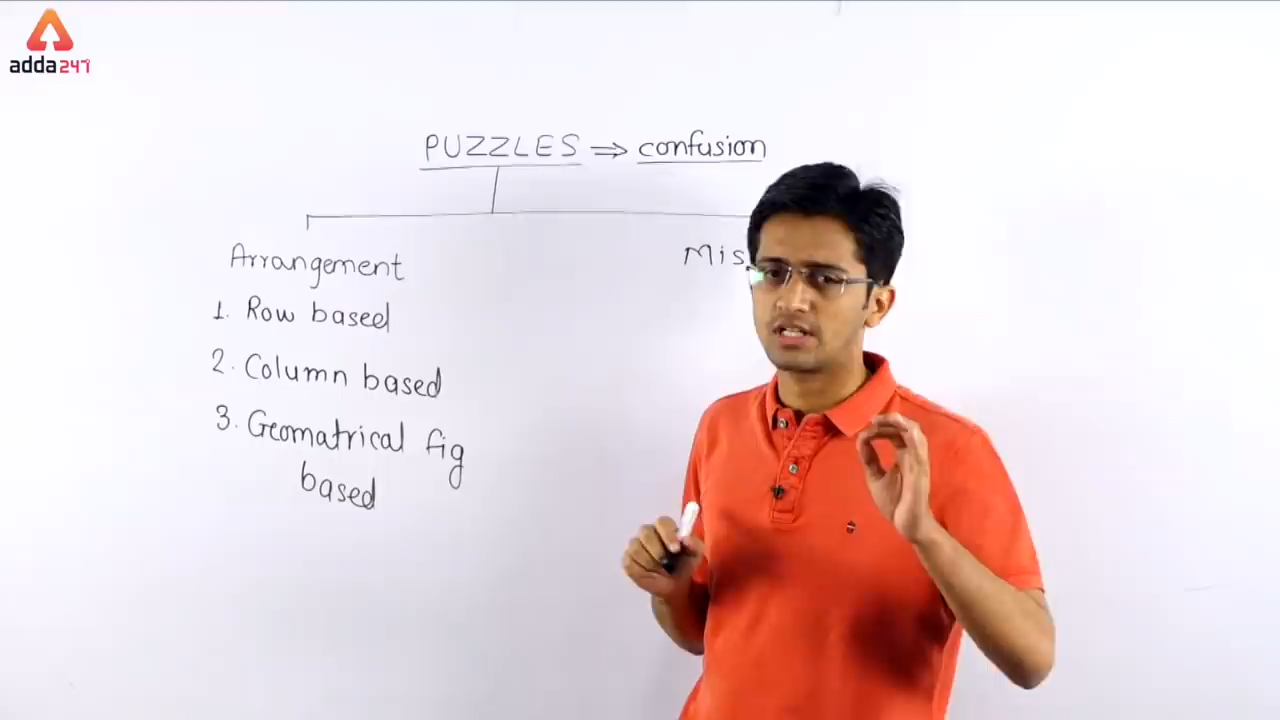 adda247
PUZZLES ⇒ confusion
Arrangement
Mis
1. Row based
2. Column based
3. Geomatrical fig
based